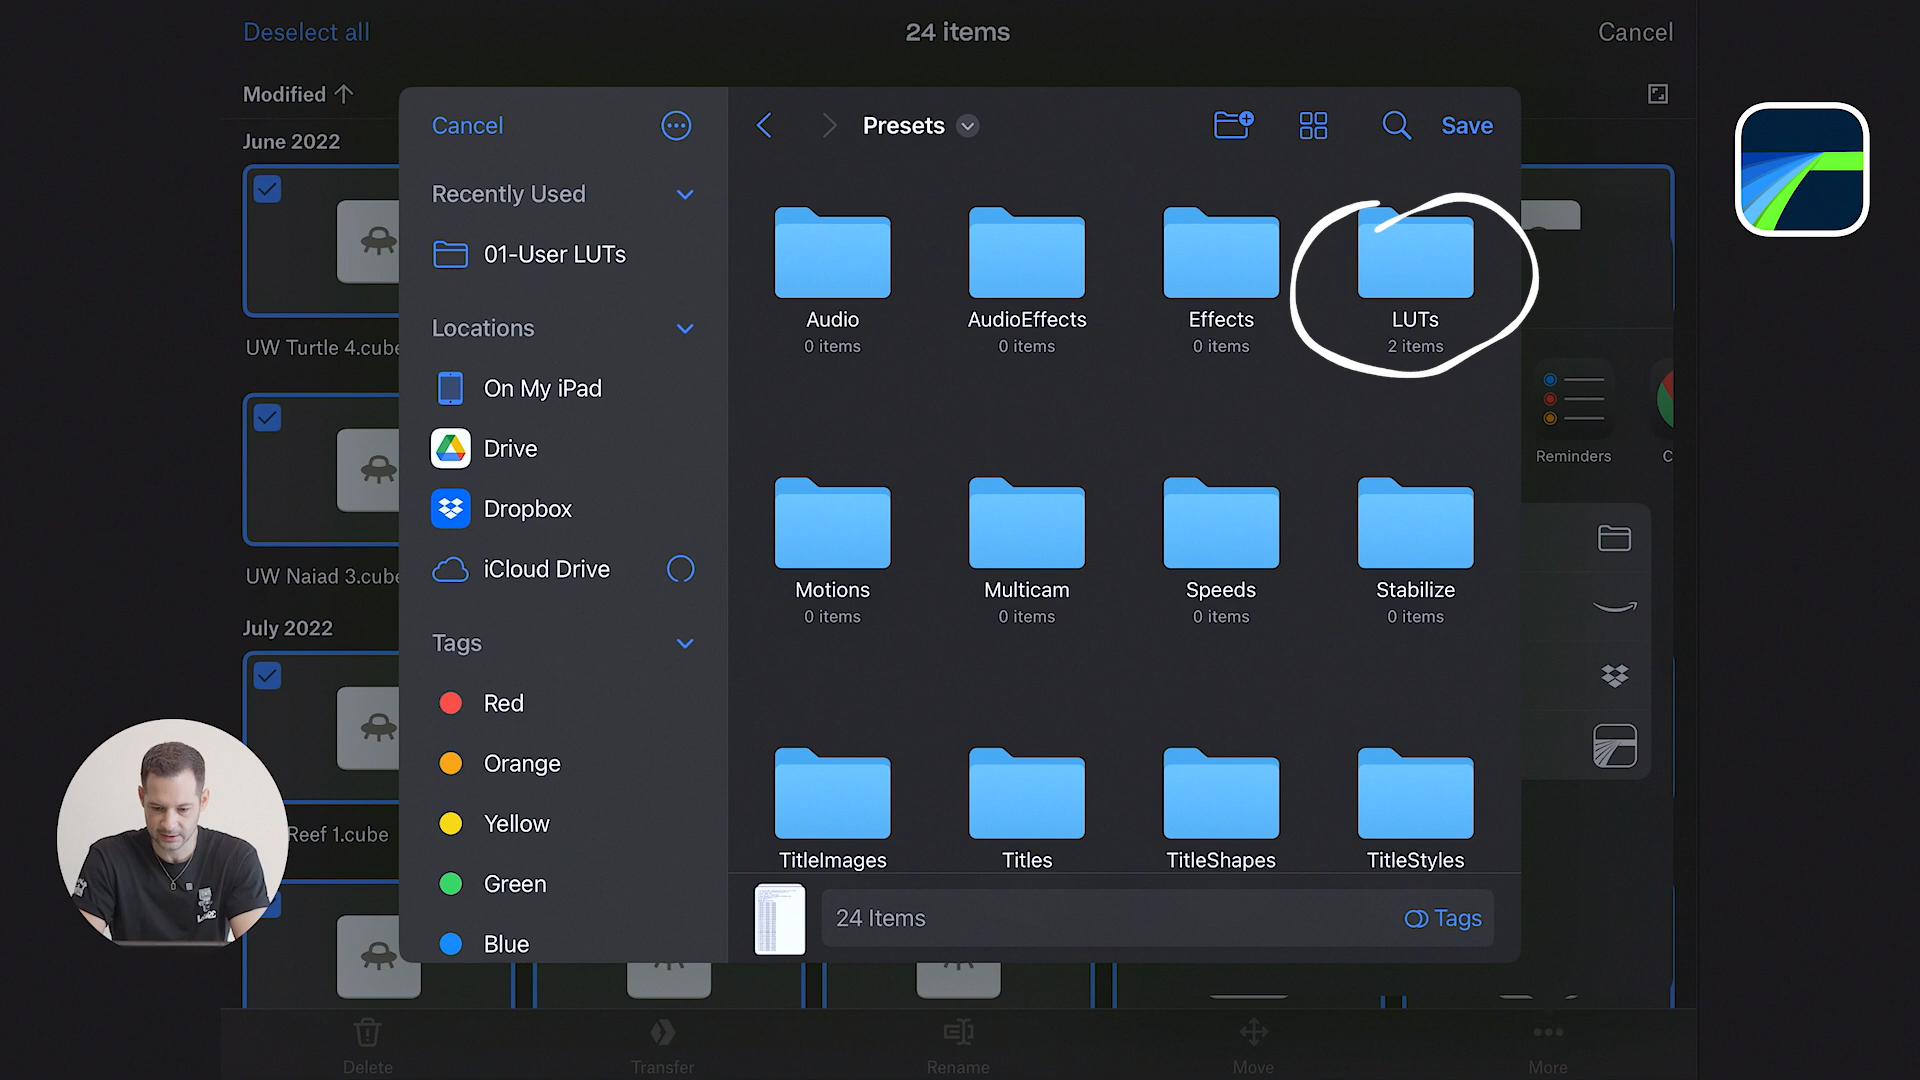 Deselect all
24 items
Cancel
Modified
June 2022
UW Turtle 4.cube
UW Naiad 3.cube
July 2022
Reef 1.cube
Cancel
Recently Used
01-User LUTs
Locations
On My iPad
Drive
Dropbox
iCloud Drive
Tags
Red
Orange
Yellow
Green
Blue
Presets
Save
Audio
0 items
AudioEffects
0 items
Effects
0 items
LUTs
2 items
Motions
0 items
Multicam
0 items
Speeds
0 items
Stabilize
0 items
TitleImages
Titles
TitleShapes
TitleStyles
24 Items
Tags
Reminders
C
Delete
Transfer
Rename
Move
More